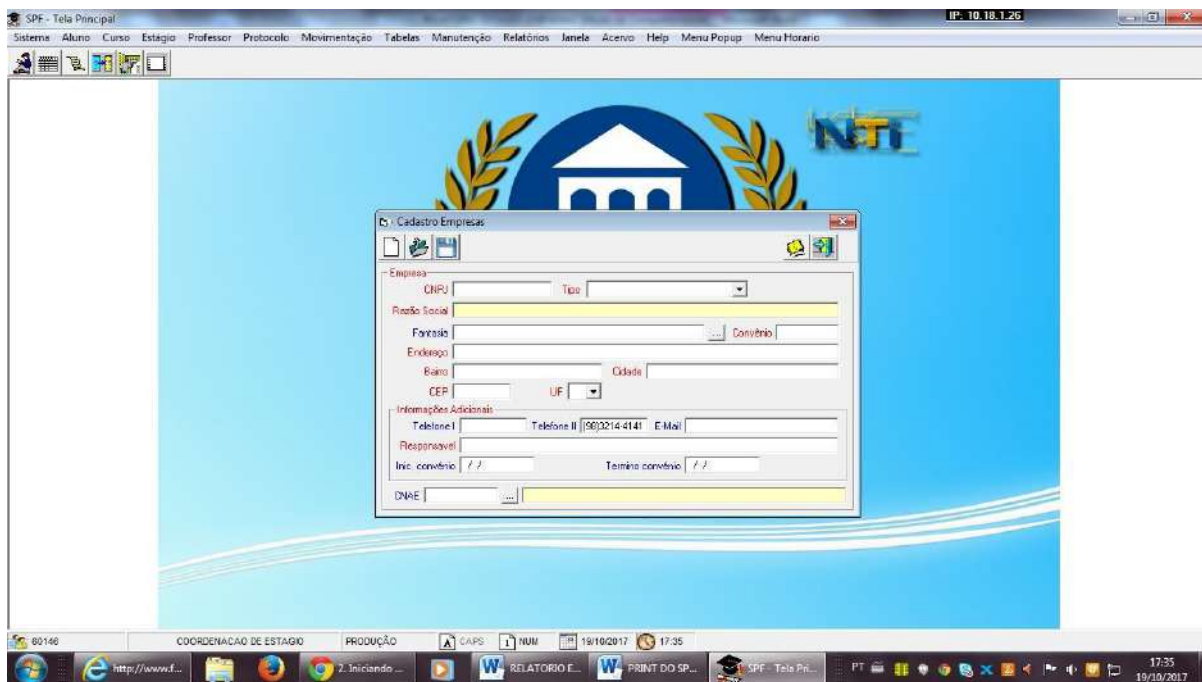 SPF - Tela Principal
IP: 10.18.1.26
Sistema Aluno Curso Estágio Professor Protocolo Movimentação Tabelas Manutenção Relatórios Janela Acervo Help Menu Popup Menu Horario
NTI
Cadastro Empresas
Empresa
CNPJ Tipo
Razão Social
Fantasia ... Convênio
Endereço
Bairro Cidade
CEP UF
Informações Adicionais
Telefone I Telefone II (98)3214-4141 E-Mail
Responsavel
Inic. convênio / / Termino convênio / /
CNAE ...
60146 COORDENACAO DE ESTAGIO PRODUÇÃO A CAPS 1 NUM 19/10/2017 17:35
http://www.f... 2. Iniciando ... RELATORIO E... PRINT DO SP... SPF - Tela Pri... PT 17:35
19/10/2017